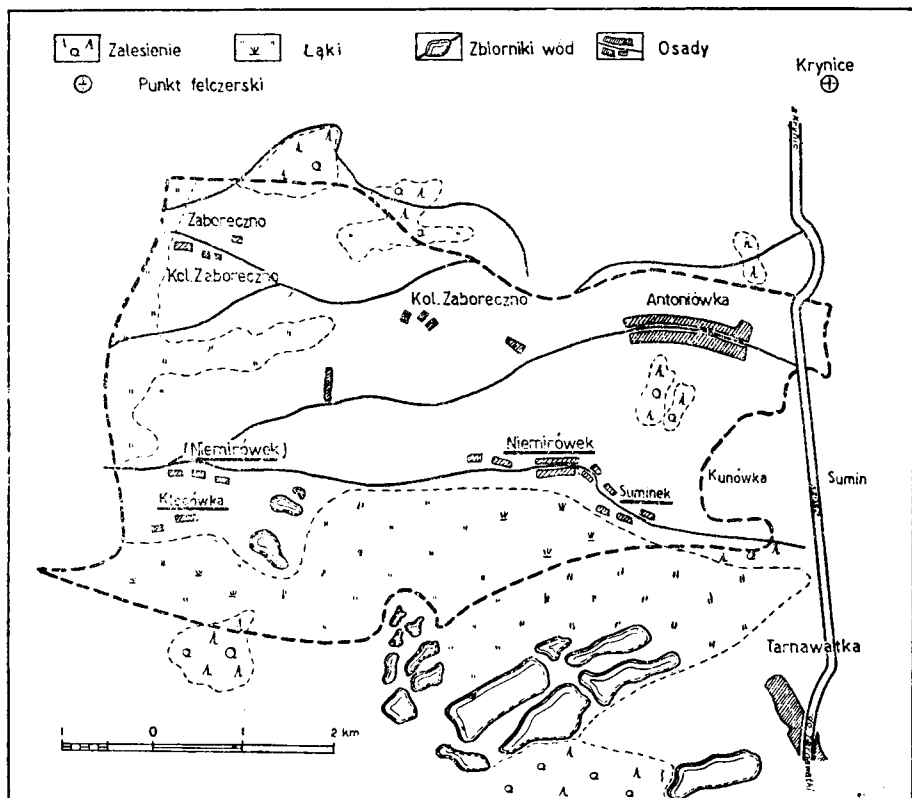 Zalesienie
Łąki
Zbiorniki wód
Osady
Punkt felczerski
Krynice
Zaboreczno
Kol. Zaboreczno
Kol. Zaboreczno
Antoniówka
(Niemirówek)
Niemirówek
Kunówka
Sumin
Suminek
Tarnawatka
1 0 1 2 km